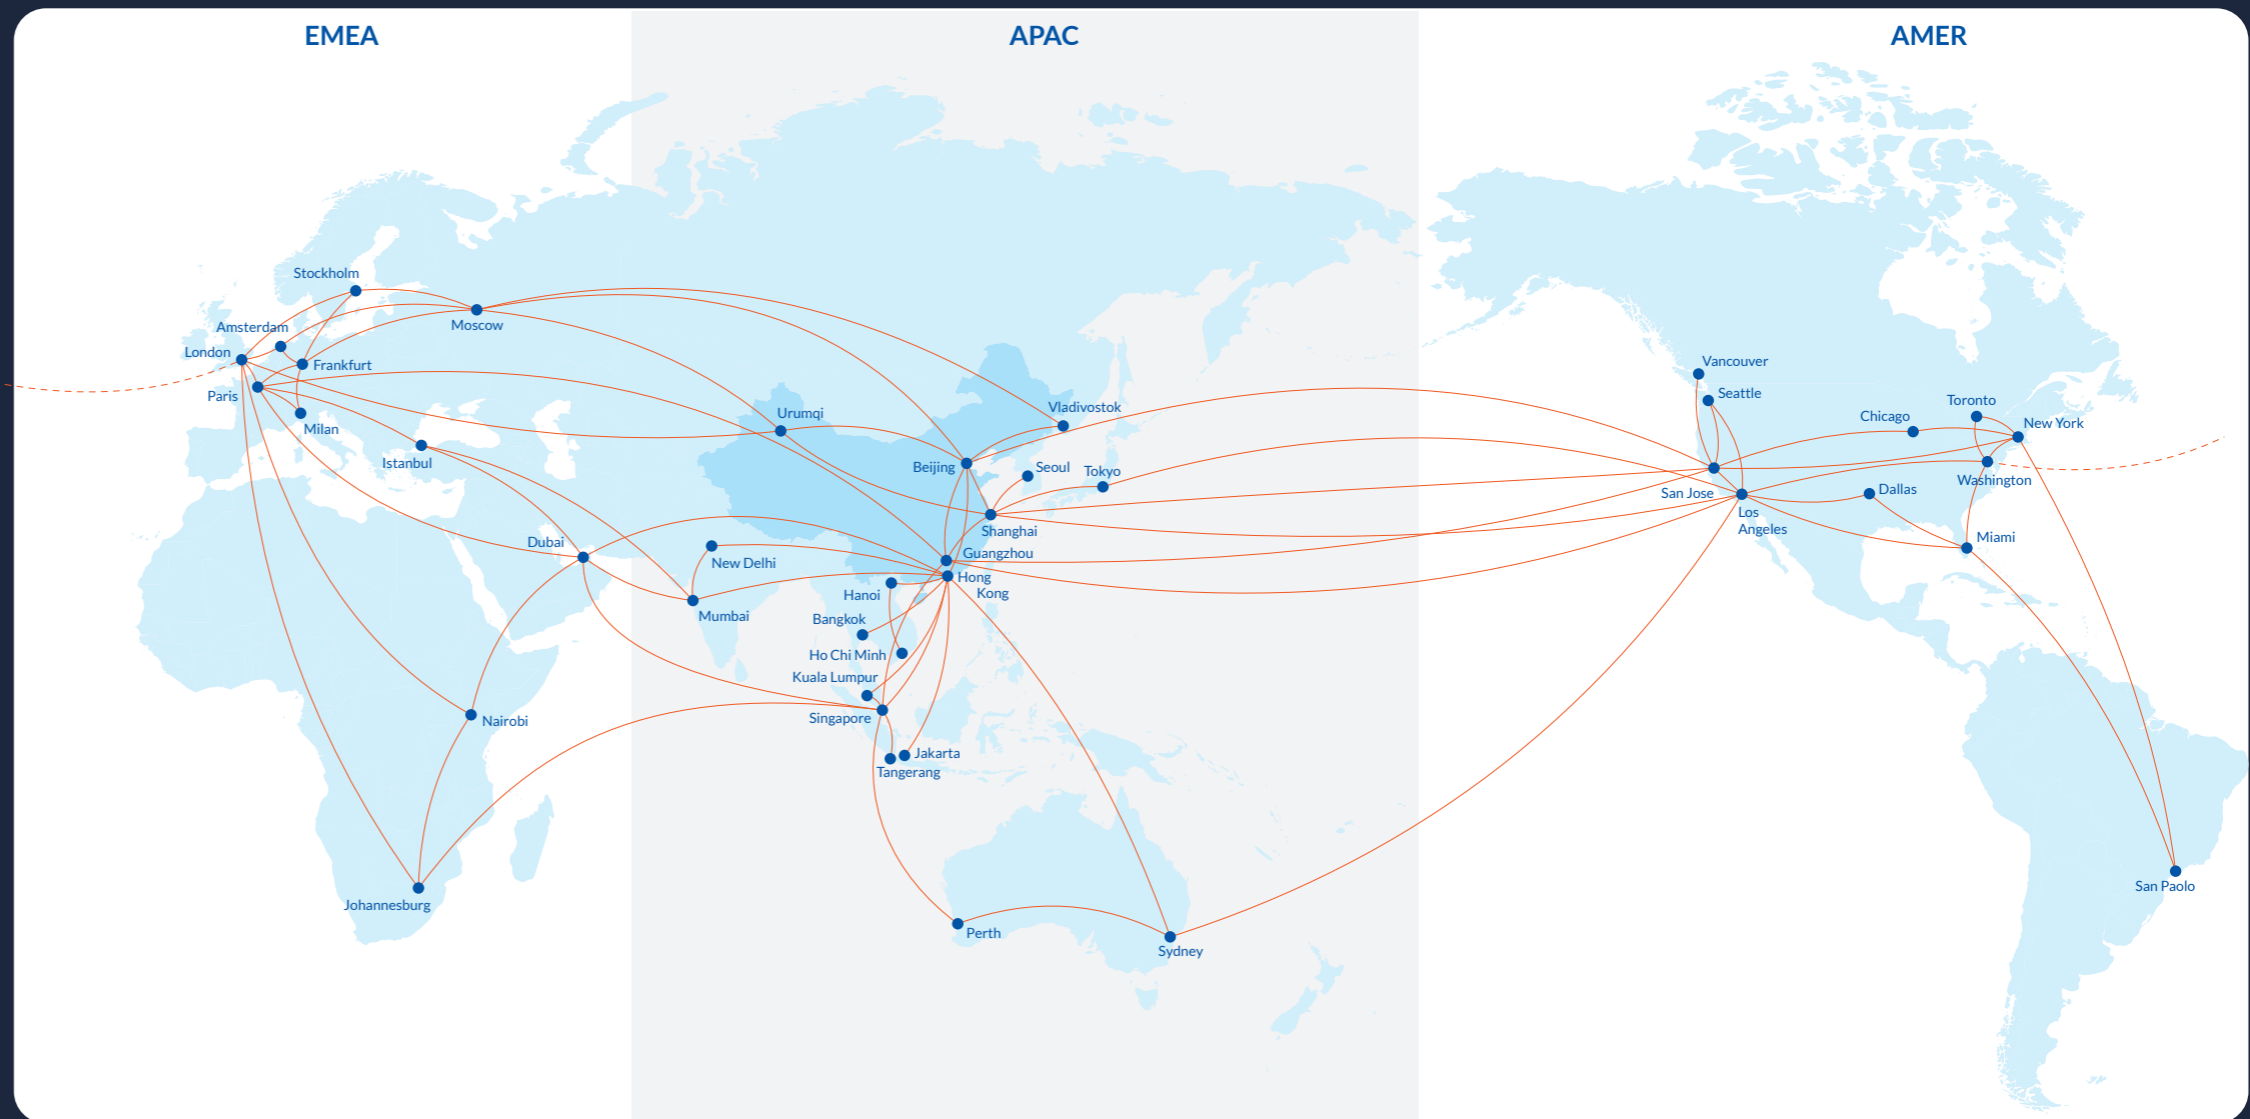 EMEA
APAC
AMER
Stockholm
Moscow
Amsterdam
London
Frankfurt
Paris
Milan
Istanbul
Dubai
Nairobi
Johannesburg
Urumqi
Vladivostok
Beijing
Seoul
Tokyo
Shanghai
New Delhi
Guangzhou
Hong
Kong
Hanoi
Mumbai
Bangkok
Ho Chi Minh
Kuala Lumpur
Singapore
Jakarta
Tangerang
Perth
Sydney
Vancouver
Seattle
Chicago
Toronto
New York
San Jose
Washington
Dallas
Los
Angeles
Miami
San Paolo